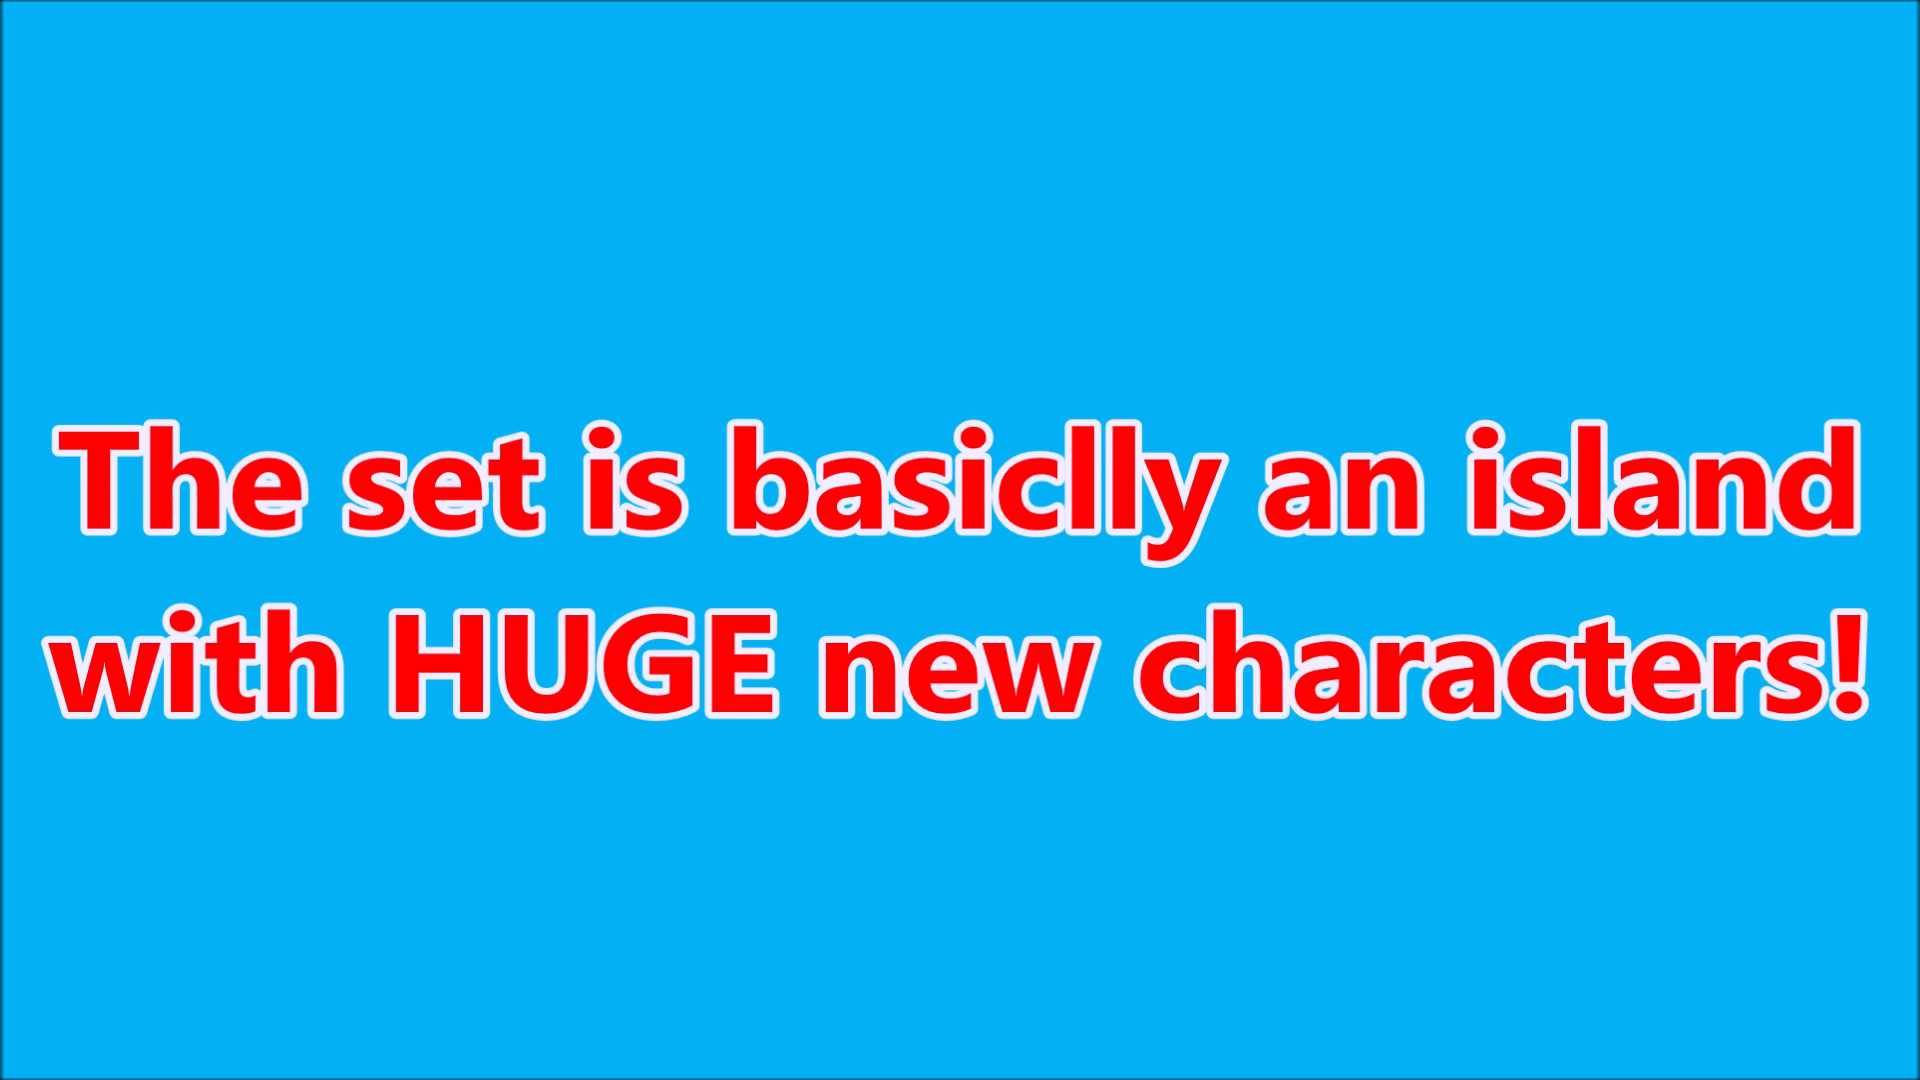 The set is basiclly an island
with HUGE new characters!